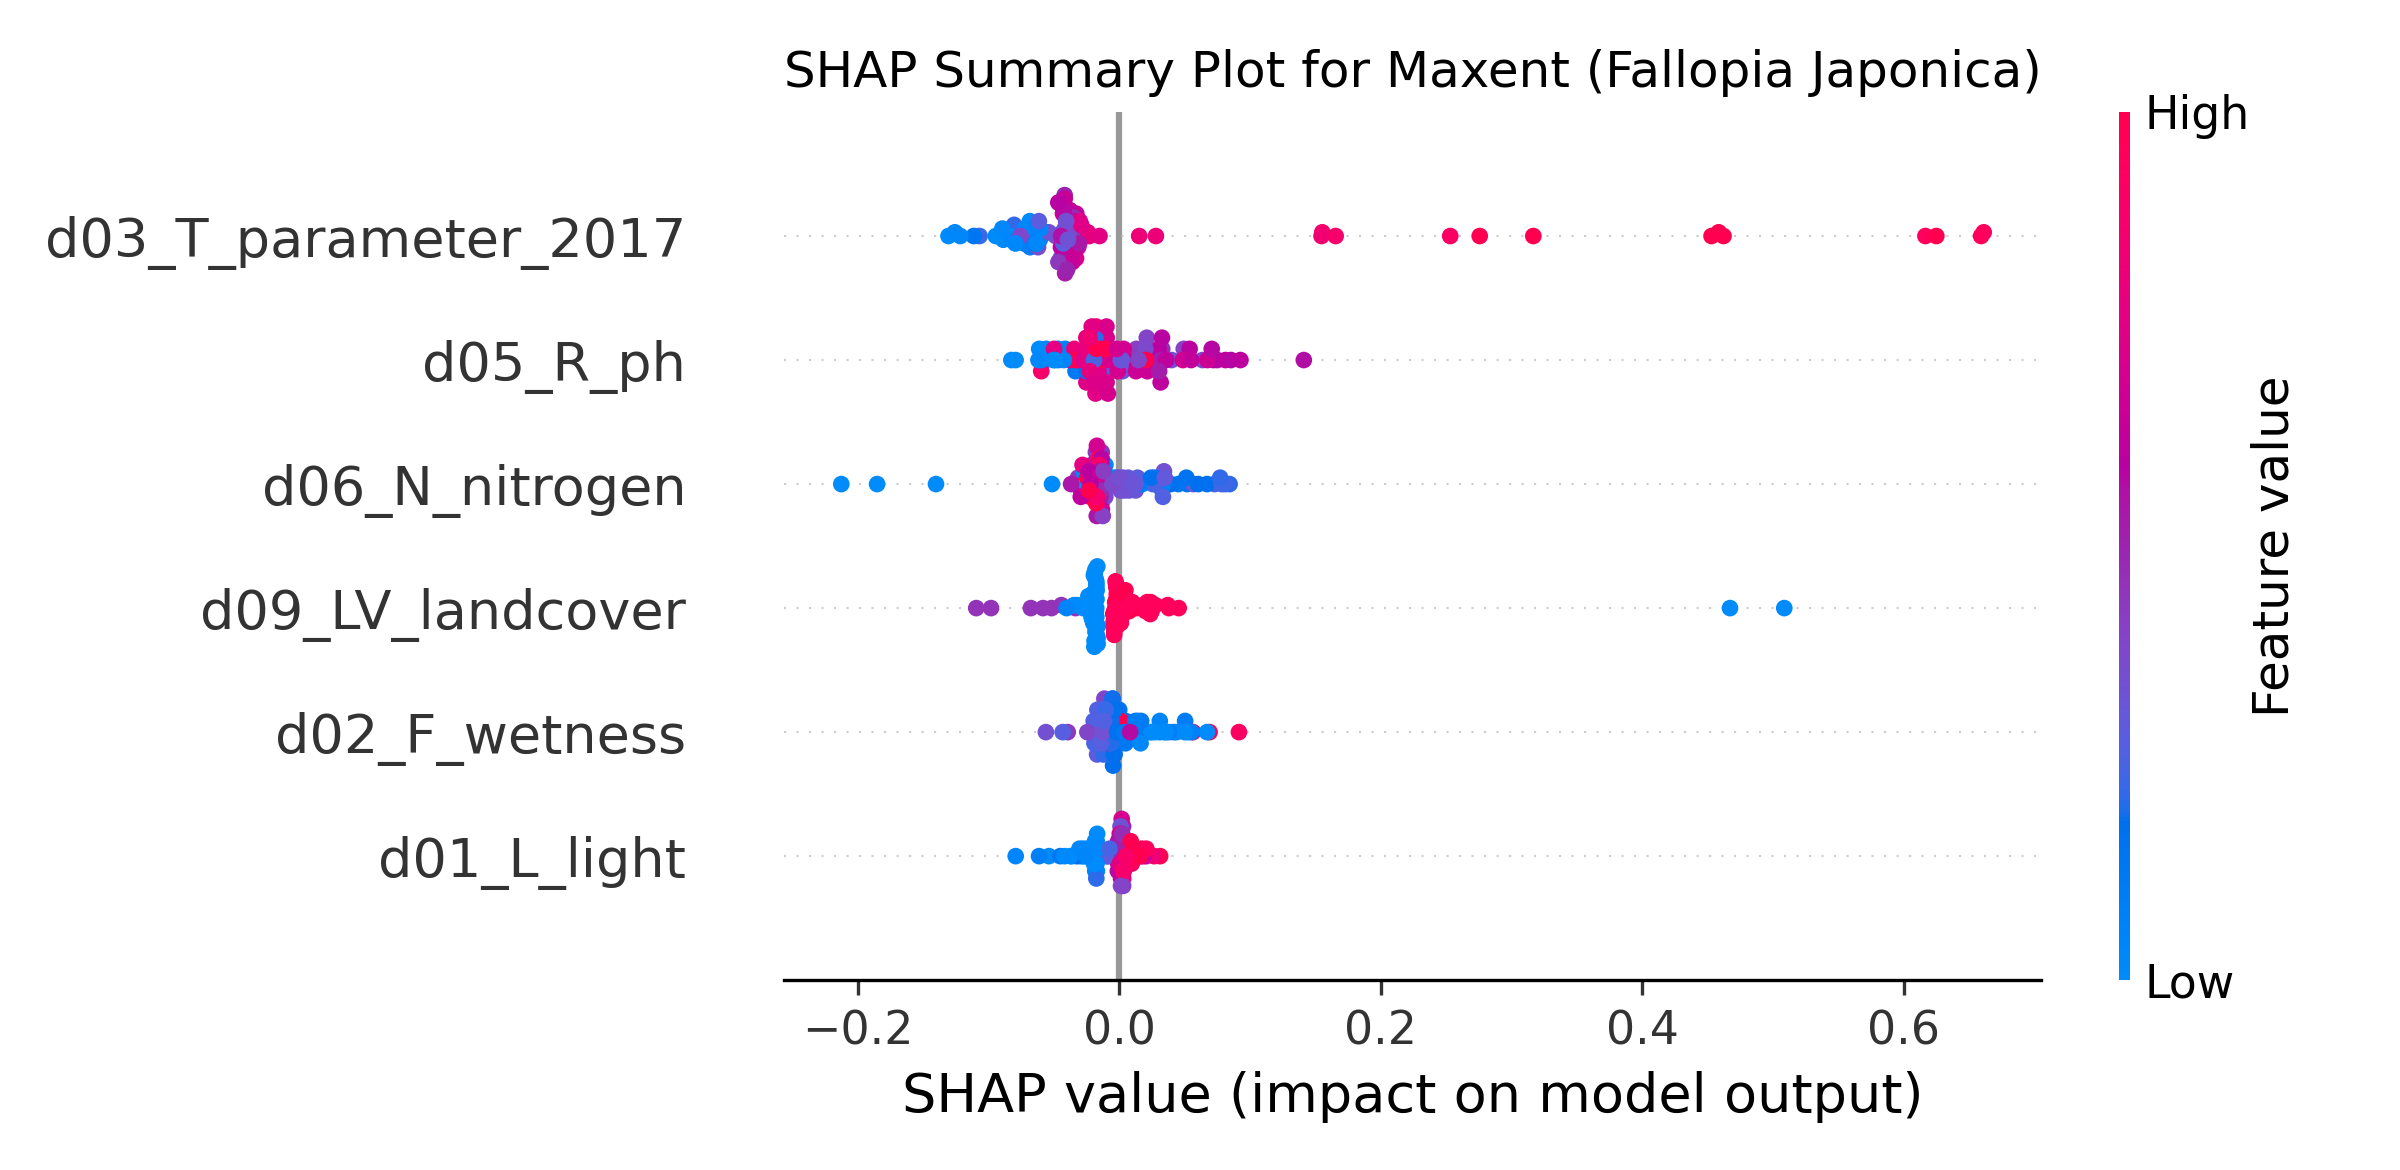 SHAP Summary Plot for Maxent (Fallopia Japonica)
High
d03_T_parameter_2017
d05_R_ph
d06_N_nitrogen
d09_LV_landcover
d02_F_wetness
d01_L_light
Feature value
Low
−0.2 0.0 0.2 0.4 0.6
SHAP value (impact on model output)